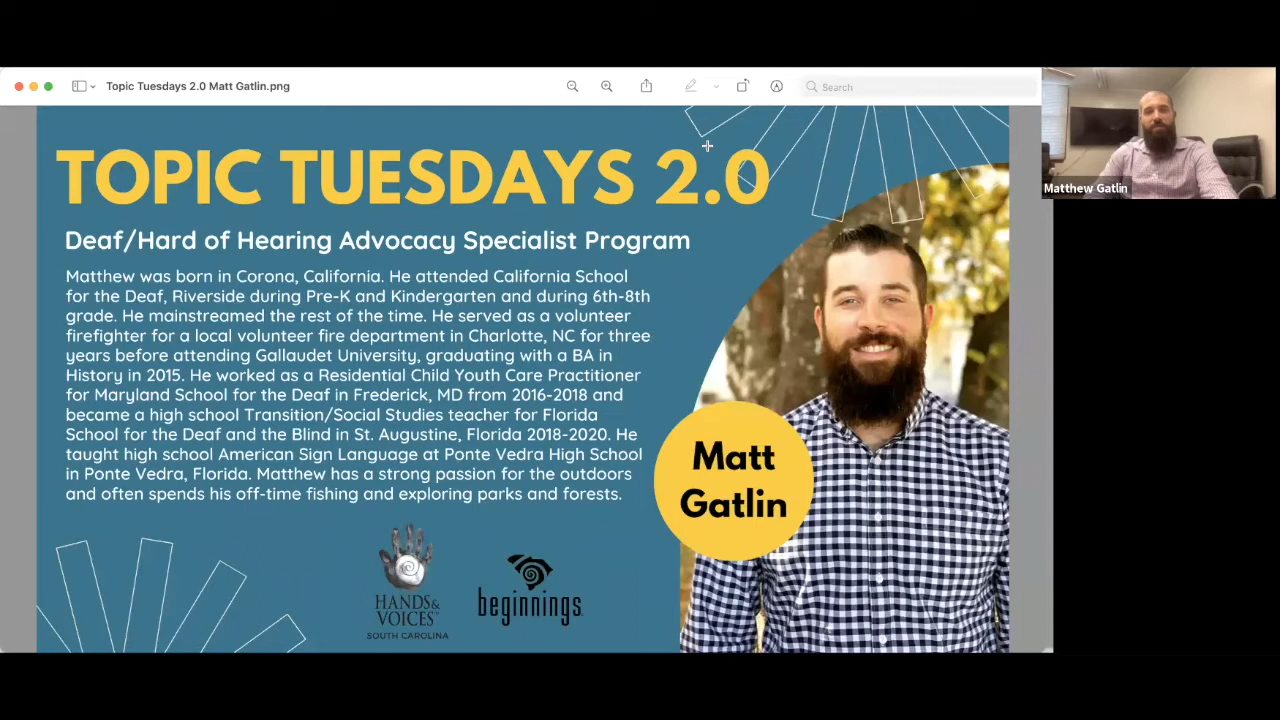 Topic Tuesdays 2.0 Matt Gatlin.png
Search
Matthew Gatlin
TOPIC TUESDAYS 2.0
Deaf/Hard of Hearing Advocacy Specialist Program
Matthew was born in Corona, California. He attended California School
for the Deaf, Riverside during Pre-K and Kindergarten and during 6th-8th
grade. He mainstreamed the rest of the time. He served as a volunteer
firefighter for a local volunteer fire department in Charlotte, NC for three
years before attending Gallaudet University, graduating with a BA in
History in 2015. He worked as a Residential Child Youth Care Practitioner
for Maryland School for the Deaf in Frederick, MD from 2016-2018 and
became a high school Transition/Social Studies teacher for Florida
School for the Deaf and the Blind in St. Augustine, Florida 2018-2020. He
taught high school American Sign Language at Ponte Vedra High School
in Ponte Vedra, Florida. Matthew has a strong passion for the outdoors
and often spends his off-time fishing and exploring parks and forests.
Matt
Gatlin
HANDS &
VOICES™
SOUTH CAROLINA
beginnings